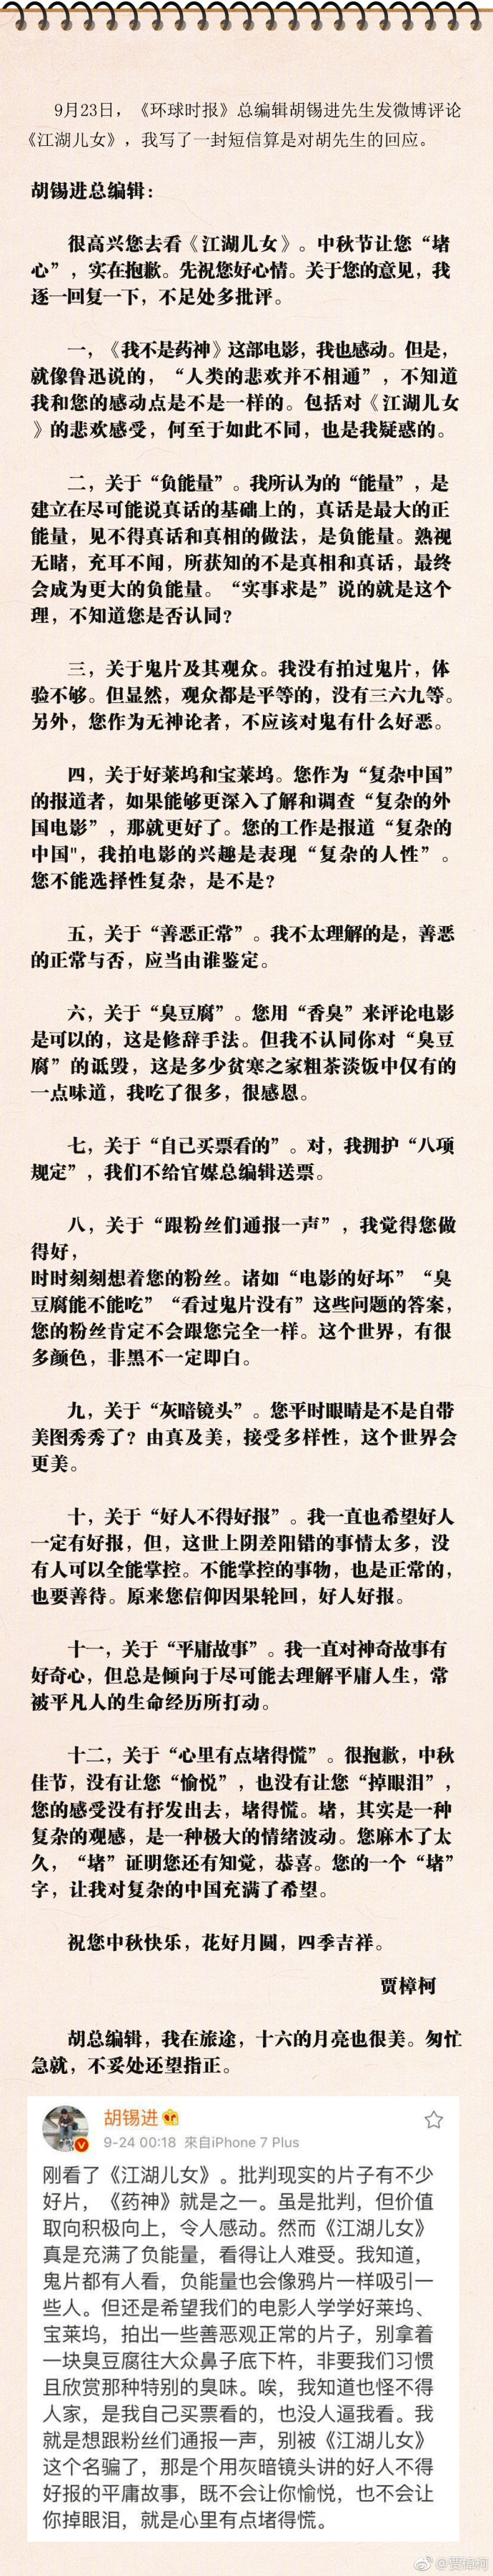 9月23日，《环球时报》总编辑胡锡进先生发微博评论
《江湖儿女》，我写了一封短信算是对胡先生的回应。
胡锡进总编辑：
很高兴您去看《江湖儿女》。中秋节让您“堵
心”，实在抱歉。先祝您好心情。关于您的意见，我
逐一回复一下，不足处多批评。
一，《我不是药神》这部电影，我也感动。但是，
就像鲁迅说的，“人类的悲欢并不相通”，不知道
我和您的感动点是不是一样的。包括对《江湖儿女
》的悲欢感受，何至于如此不同，也是我疑惑的。
二，关于“负能量”。我所认为的“能量”，是
建立在尽可能说真话的基础上的，真话是最大的正
能量，见不得真话和真相的做法，是负能量。熟视
无睹，充耳不闻，所获知的不是真相和真话，最终
会成为更大的负能量。“实事求是”说的就是这个
理，不知道您是否认同？
三，关于鬼片及其观众。我没有拍过鬼片，体
验不够。但显然，观众都是平等的，没有三六九等。
另外，您作为无神论者，不应该对鬼有什么好恶。
四，关于好莱坞和宝莱坞。您作为“复杂中国”
的报道者，如果能够更深入了解和调查“复杂的外
国电影”，那就更好了。您的工作是报道“复杂的
中国"，我拍电影的兴趣是表现“复杂的人性”。
您不能选择性复杂，是不是？
五，关于“善恶正常”。我不太理解的是，善恶
的正常与否，应当由谁鉴定。
六，关于“臭豆腐”。您用“香臭”来评论电影
是可以的，这是修辞手法。但我不认同你对“臭豆
腐”的诋毁，这是多少贫寒之家粗茶淡饭中仅有的
一点味道，我吃了很多，很感恩。
七，关于“自己买票看的”。对，我拥护“八项
规定”，我们不给官媒总编辑送票。
八，关于“跟粉丝们通报一声”，我觉得您做
得好，
时时刻刻想着您的粉丝。诸如“电影的好坏”“臭
豆腐能不能吃”“看过鬼片没有”这些问题的答案，
您的粉丝肯定不会跟您完全一样。这个世界，有很
多颜色，非黑不一定即白。
九，关于“灰暗镜头”。您平时眼睛是不是自带
美图秀秀了？由真及美，接受多样性，这个世界会
更美。
十，关于“好人不得好报”。我一直也希望好人
一定有好报，但，这世上阴差阳错的事情太多，没
有人可以全能掌控。不能掌控的事物，也是正常的，
也要善待。原来您信仰因果轮回，好人好报。
十一，关于“平庸故事”。我一直对神奇故事有
好奇心，但总是倾向于尽可能去理解平庸人生，常
被平凡人的生命经历所打动。
十二，关于“心里有点堵得慌”。很抱歉，中秋
佳节，没有让您“愉悦”，也没有让您“掉眼泪”，
您的感受没有抒发出去，堵得慌。堵，其实是一种
复杂的观感，是一种极大的情绪波动。您麻木了太
久，“堵”证明您还有知觉，恭喜。您的一个“堵”
字，让我对复杂的中国充满了希望。
祝您中秋快乐，花好月圆，四季吉祥。
贾樟柯
胡总编辑，我在旅途，十六的月亮也很美。匆忙
急就，不妥处还望指正。
胡锡进
9-24 00:18 來自iPhone 7 Plus
刚看了《江湖儿女》。批判现实的片子有不少
好片，《药神》就是之一。虽是批判，但价值
取向积极向上，令人感动。然而《江湖儿女》
真是充满了负能量，看得让人难受。我知道，
鬼片都有人看，负能量也会像鸦片一样吸引一
些人。但还是希望我们的电影人学学好莱坞、
宝莱坞，拍出一些善恶观正常的片子，别拿着
一块臭豆腐往大众鼻子底下杵，非要我们习惯
且欣赏那种特别的臭味。唉，我知道也怪不得
人家，是我自己买票看的，也没人逼我看。我
就是想跟粉丝们通报一声，别被《江湖儿女》
这个名骗了，那是个用灰暗镜头讲的好人不得
好报的平庸故事，既不会让你愉悦，也不会让
你掉眼泪，就是心里有点堵得慌。
@贾樟柯